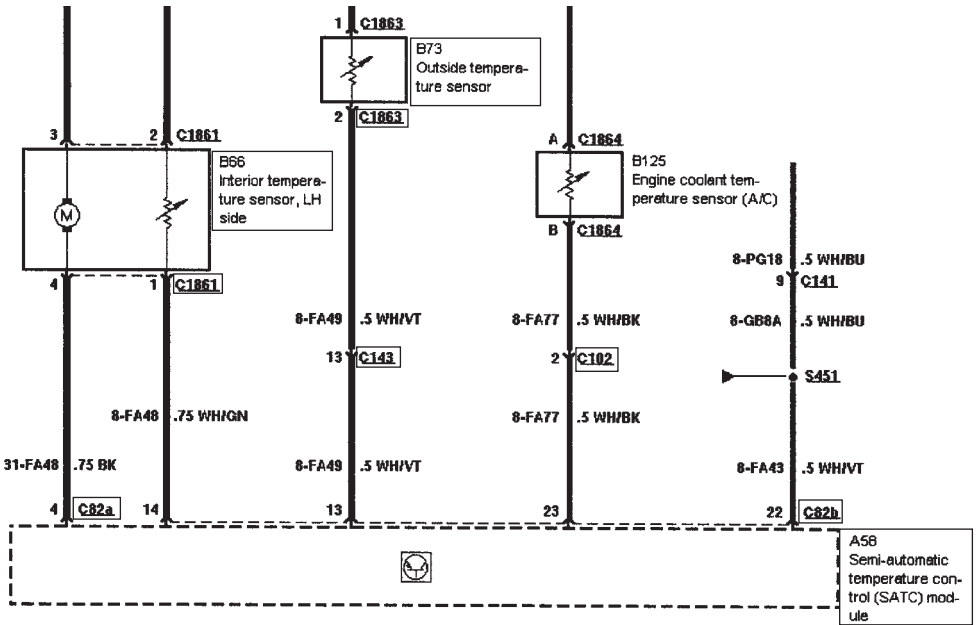 1 C1863
B73
Outside tempera-
ture sensor
2 C1863
3 2 C1861
B66
Interior tempera-
ture sensor, LH
side
M
4 1 C1861
A C1864
B125
Engine coolant tem-
perature sensor (A/C)
B C1864
8-PG18 .5 WH/BU
9 C141
8-FA49 .5 WH/VT
8-FA77 .5 WH/BK
8-GB8A .5 WH/BU
13 C143
2 C102
S451
8-FA48 .75 WH/GN
8-FA77 .5 WH/BK
31-FA48 .75 BK
8-FA49 .5 WH/VT
8-FA43 .5 WH/VT
4 C82a 14 13 23 22 C82b
A58
Semi-automatic
temperature con-
trol (SATC) mod-
ule